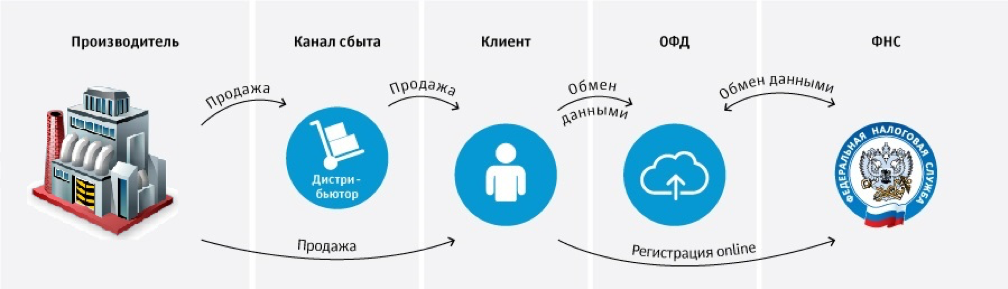 Производитель
Канал сбыта
Клиент
ОФД
ФНС
Продажа
Продажа
Обмен
данными
Обмен данными
Дистри-
бьютор
ФЕДЕРАЛЬНАЯ НАЛОГОВАЯ СЛУЖБА
Продажа
Регистрация online